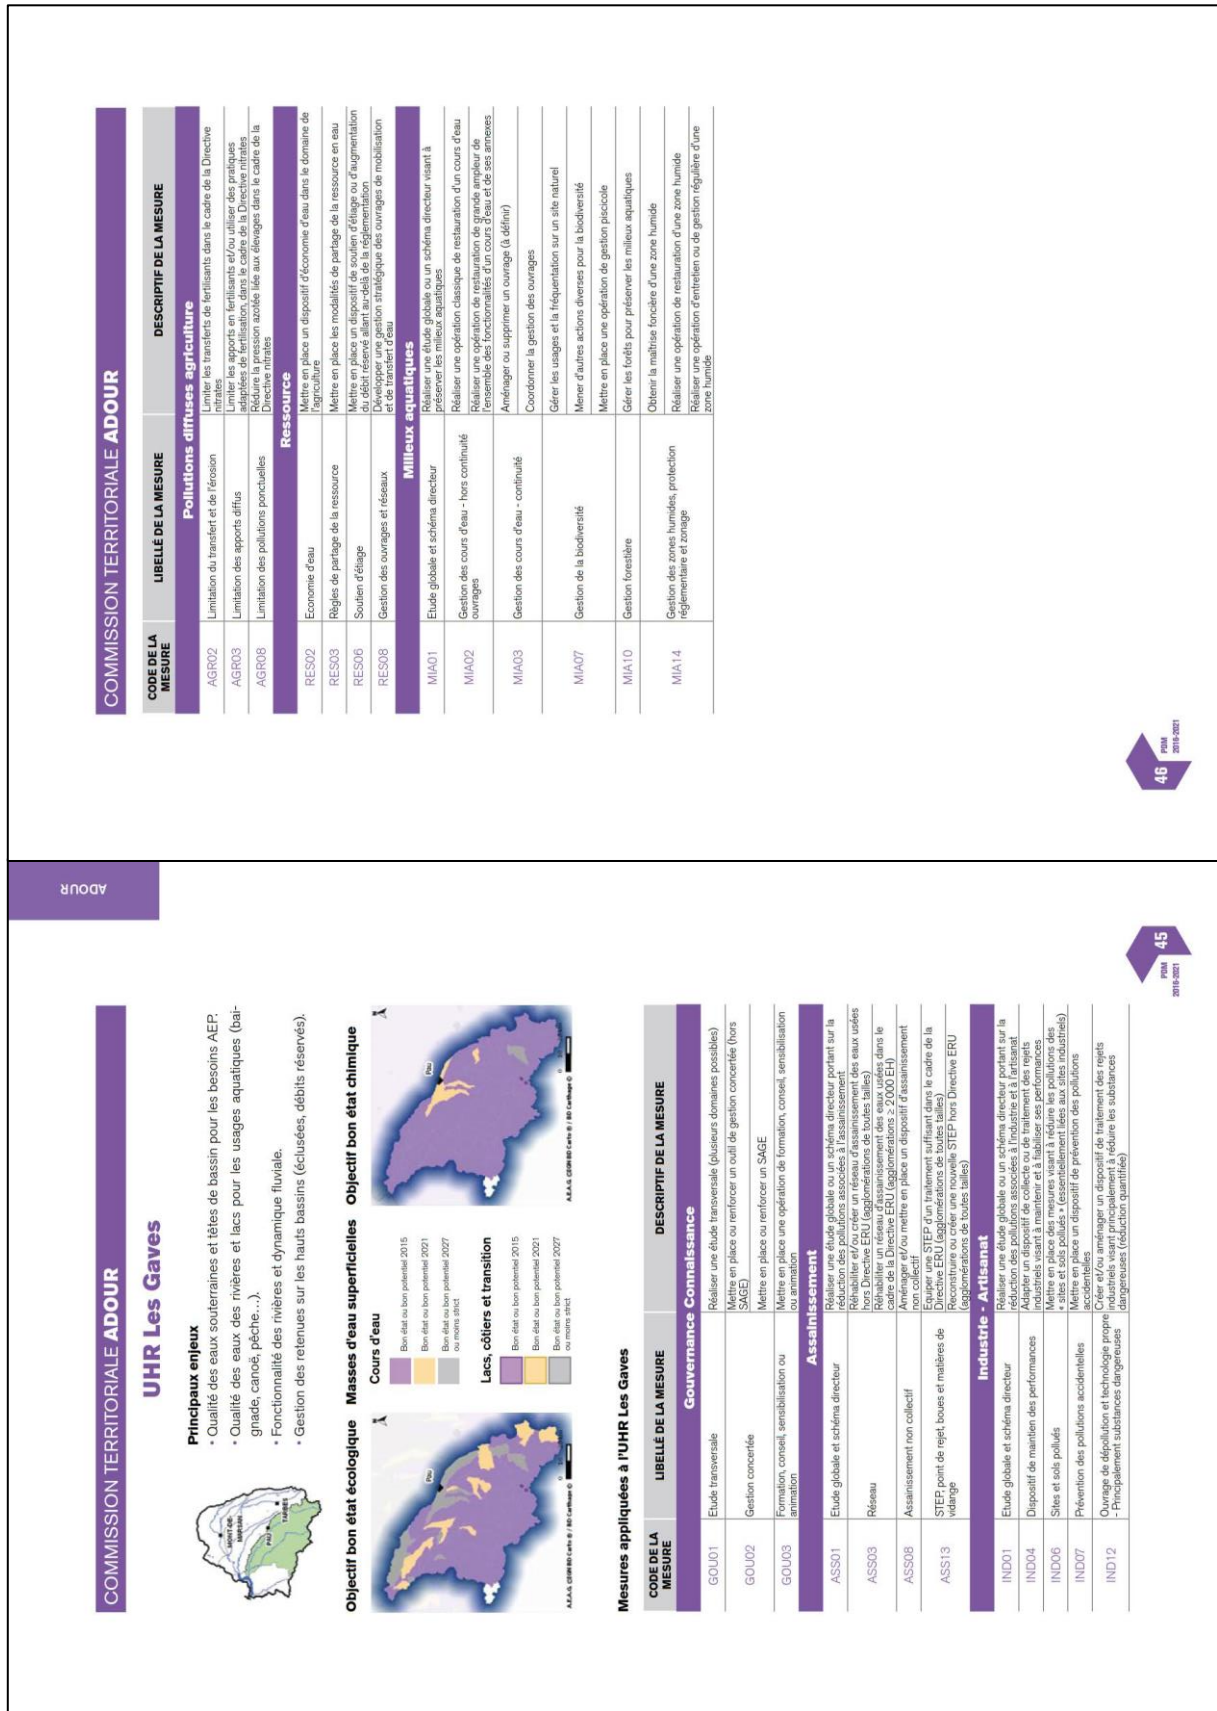 COMMISSION TERRITORIALE ADOUR
ADOUR
UHR Les Gaves
MONT-DE-
MARSAN
PAU
TARBES
Principaux enjeux
• Qualité des eaux souterraines et têtes de bassin pour les besoins AEP.
• Qualité des eaux des rivières et lacs pour les usages aquatiques (bai-
gnade, canoë, pêche…).
• Fonctionnalité des rivières et dynamique fluviale.
• Gestion des retenues sur les hauts bassins (éclusées, débits réservés).
Objectif bon état écologique
Pau
A.E.A.G. ©IGN BD Carto ® / BD Carthage ©
Masses d'eau superficielles
Cours d'eau
Bon état ou bon potentiel 2015
Bon état ou bon potentiel 2021
Bon état ou bon potentiel 2027
ou moins strict
Lacs, côtiers et transition
Bon état ou bon potentiel 2015
Bon état ou bon potentiel 2021
Bon état ou bon potentiel 2027
ou moins strict
Objectif bon état chimique
Pau
A.E.A.G. ©IGN BD Carto ® / BD Carthage ©
Mesures appliquées à l'UHR Les Gaves
CODE DE LA
MESURE
LIBELLÉ DE LA MESURE
DESCRIPTIF DE LA MESURE
Gouvernance Connaissance
GOU01
Etude transversale
Réaliser une étude transversale (plusieurs domaines possibles)
GOU02
Gestion concertée
Mettre en place ou renforcer un outil de gestion concertée (hors
SAGE)
Mettre en place ou renforcer un SAGE
GOU03
Formation, conseil, sensibilisation ou
animation
Mettre en place une opération de formation, conseil, sensibilisation
ou animation
Assainissement
ASS01
Etude globale et schéma directeur
Réaliser une étude globale ou un schéma directeur portant sur la
réduction des pollutions associées à l'assainissement
ASS03
Réseau
Réhabiliter et/ou créer un réseau d'assainissement des eaux usées
hors Directive ERU (agglomérations de toutes tailles)
Réhabiliter un réseau d'assainissement des eaux usées dans le
cadre de la Directive ERU (agglomérations ≥ 2000 EH)
ASS08
Assainissement non collectif
Aménager et/ou mettre en place un dispositif d'assainissement
non collectif
ASS13
STEP, point de rejet, boues et matières de
vidange
Equiper une STEP d'un traitement suffisant dans le cadre de la
Directive ERU (agglomérations de toutes tailles)
Reconstruire ou créer une nouvelle STEP hors Directive ERU
(agglomérations de toutes tailles)
Industrie - Artisanat
IND01
Etude globale et schéma directeur
Réaliser une étude globale ou un schéma directeur portant sur la
réduction des pollutions associées à l'industrie et à l'artisanat
IND04
Dispositif de maintien des performances
Adapter un dispositif de collecte ou de traitement des rejets
industriels visant à maintenir et à fiabiliser ses performances
IND06
Sites et sols pollués
Mettre en place des mesures visant à réduire les pollutions des
« sites et sols pollués » (essentiellement liées aux sites industriels)
IND07
Prévention des pollutions accidentelles
Mettre en place un dispositif de prévention des pollutions
accidentelles
IND12
Ouvrage de dépollution et technologie propre
- Principalement substances dangereuses
Créer et/ou aménager un dispositif de traitement des rejets
industriels visant principalement à réduire les substances
dangereuses (réduction quantifiée)
PDM
2016-2021
45
COMMISSION TERRITORIALE ADOUR
CODE DE LA
MESURE
LIBELLÉ DE LA MESURE
DESCRIPTIF DE LA MESURE
Pollutions diffuses agriculture
AGR02
Limitation du transfert et de l'érosion
Limiter les transferts de fertilisants dans le cadre de la Directive
nitrates
AGR03
Limitation des apports diffus
Limiter les apports en fertilisants et/ou utiliser des pratiques
adaptées de fertilisation, dans le cadre de la Directive nitrates
AGR08
Limitation des pollutions ponctuelles
Réduire la pression azotée liée aux élevages dans le cadre de la
Directive nitrates
Ressource
RES02
Economie d'eau
Mettre en place un dispositif d'économie d'eau dans le domaine de
l'agriculture
RES03
Règles de partage de la ressource
Mettre en place les modalités de partage de la ressource en eau
RES06
Soutien d'étiage
Mettre en place un dispositif de soutien d'étiage ou d'augmentation
du débit réservé allant au-delà de la réglementation
RES08
Gestion des ouvrages et réseaux
Développer une gestion stratégique des ouvrages de mobilisation
et de transfert d'eau
Milieux aquatiques
MIA01
Etude globale et schéma directeur
Réaliser une étude globale ou un schéma directeur visant à
préserver les milieux aquatiques
MIA02
Gestion des cours d'eau - hors continuité
ouvrages
Réaliser une opération classique de restauration d'un cours d'eau
Réaliser une opération de restauration de grande ampleur de
l'ensemble des fonctionnalités d'un cours d'eau et de ses annexes
MIA03
Gestion des cours d'eau - continuité
Aménager ou supprimer un ouvrage (à définir)
Coordonner la gestion des ouvrages
MIA07
Gestion de la biodiversité
Gérer les usages et la fréquentation sur un site naturel
Mener d'autres actions diverses pour la biodiversité
Mettre en place une opération de gestion piscicole
MIA10
Gestion forestière
Gérer les forêts pour préserver les milieux aquatiques
MIA14
Gestion des zones humides, protection
réglementaire et zonage
Obtenir la maîtrise foncière d'une zone humide
Réaliser une opération de restauration d'une zone humide
Réaliser une opération d'entretien ou de gestion régulière d'une
zone humide
46
PDM
2016-2021